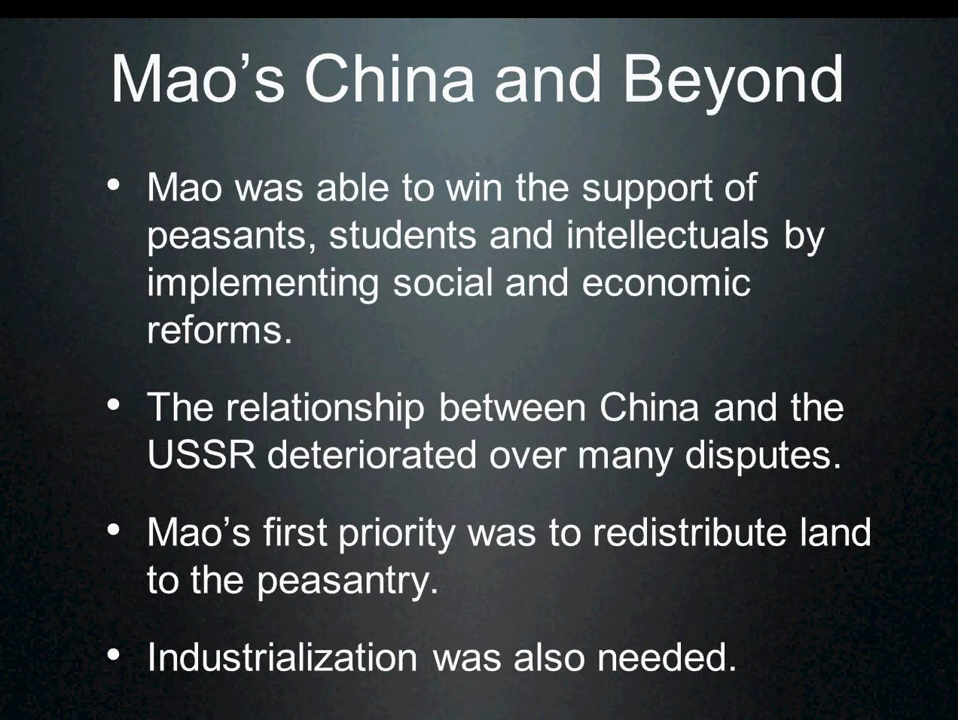 Mao’s China and Beyond
• Mao was able to win the support of
peasants, students and intellectuals by
implementing social and economic
reforms.
• The relationship between China and the
USSR deteriorated over many disputes.
• Mao’s first priority was to redistribute land
to the peasantry.
• Industrialization was also needed.